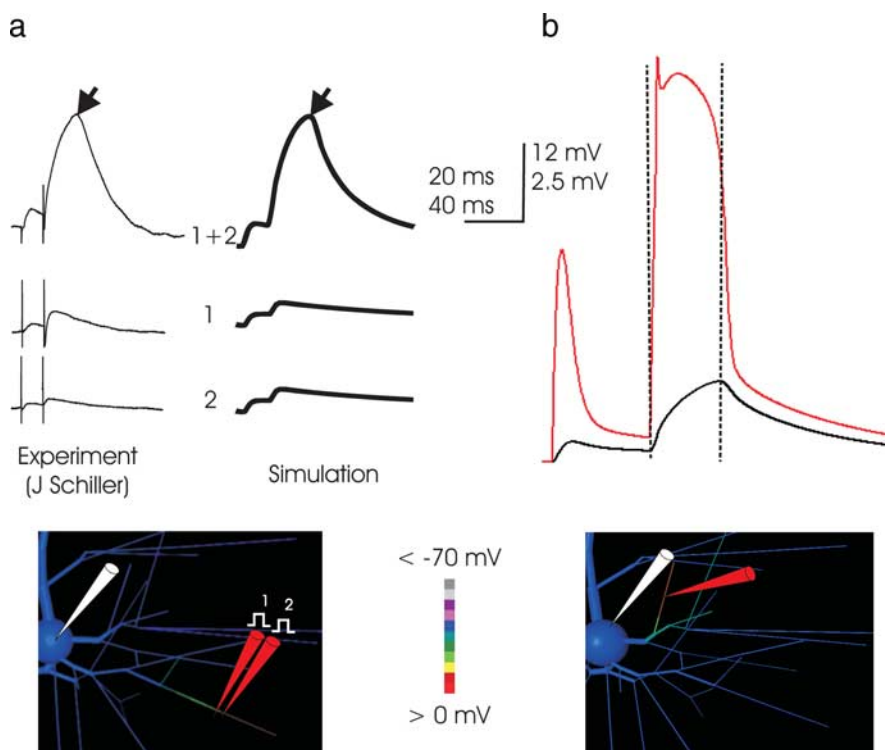 a
b
1+2
20 ms
40 ms
12 mV
2.5 mV
1
2
Experiment
(J Schiller)
Simulation
1 2
< -70 mV
> 0 mV